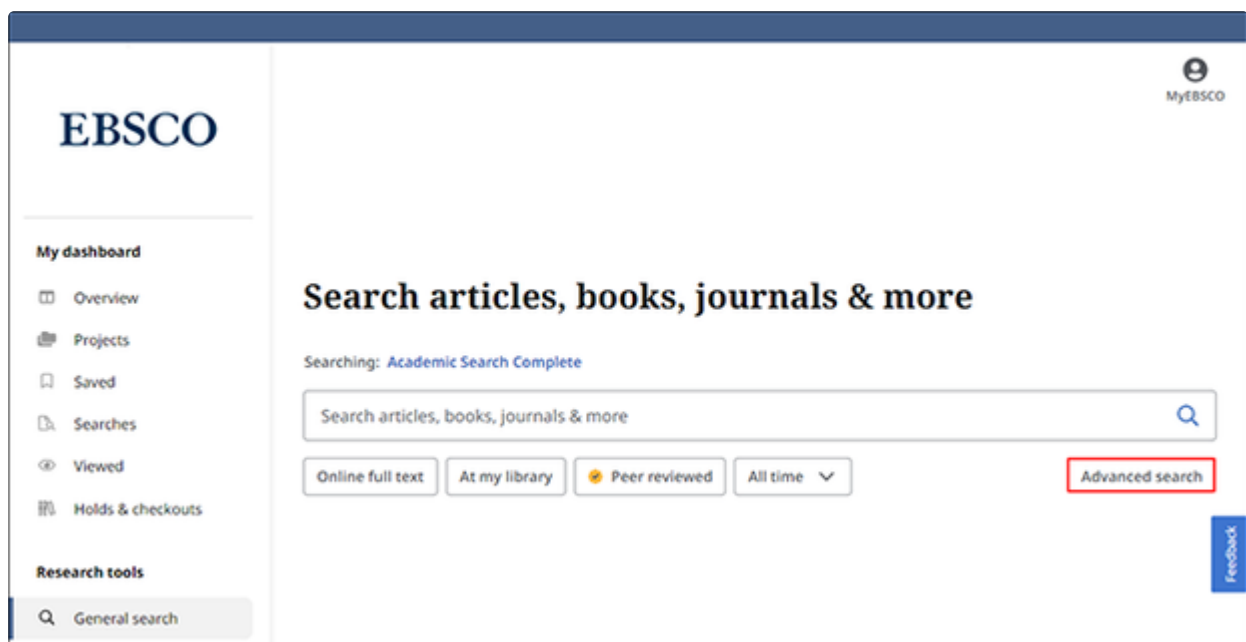 MyEBSCO
EBSCO
My dashboard
Overview
Projects
Saved
Searches
Viewed
Holds & checkouts
Research tools
General search
Search articles, books, journals & more
Searching: Academic Search Complete
Search articles, books, journals & more
Online full text At my library Peer reviewed All time Advanced search
Feedback